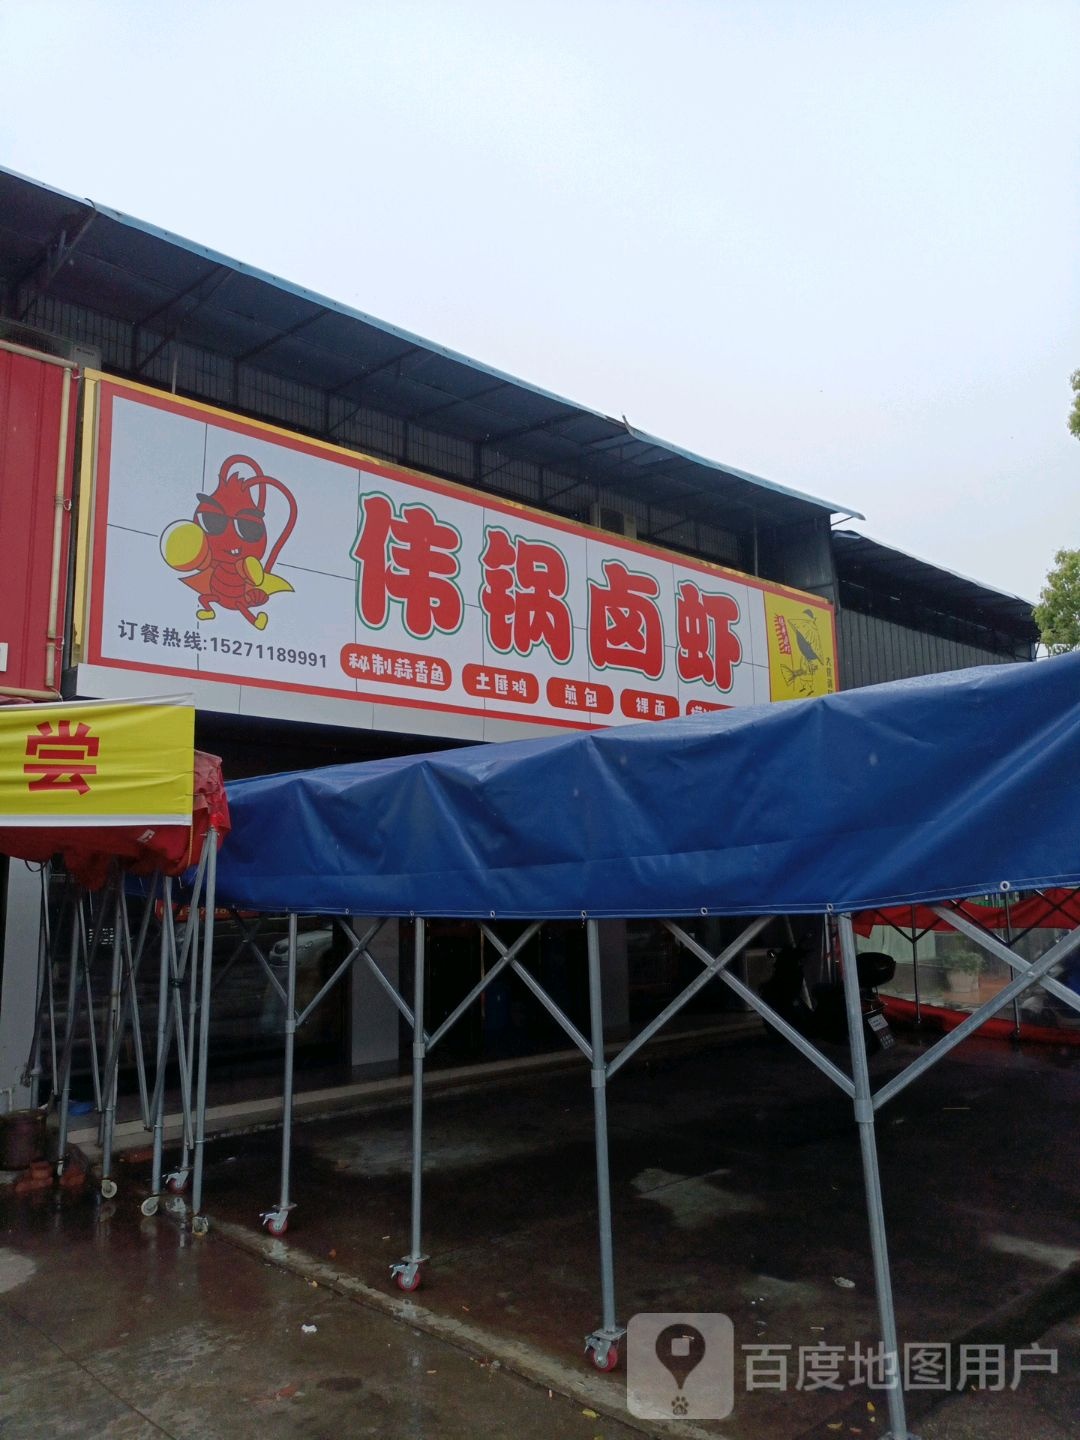 伟锅卤虾
订餐热线:15271189991
秘制蒜香鱼 土匪鸡 煎包 裸面
尝
百度地图用户